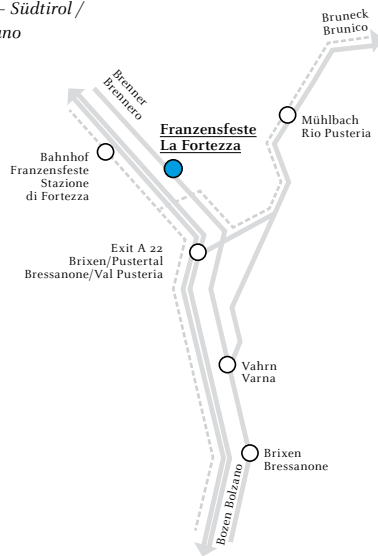 – Südtirol /
Bruneck
Brunico
Brenner
Brennero
Mühlbach
Rio Pusteria
Franzensfeste
La Fortezza
Bahnhof
Franzensfeste
Stazione
di Fortezza
Exit A 22
Brixen/Pustertal
Bressanone/Val Pusteria
Vahrn
Varna
Brixen
Bressanone
Bozen Bolzano